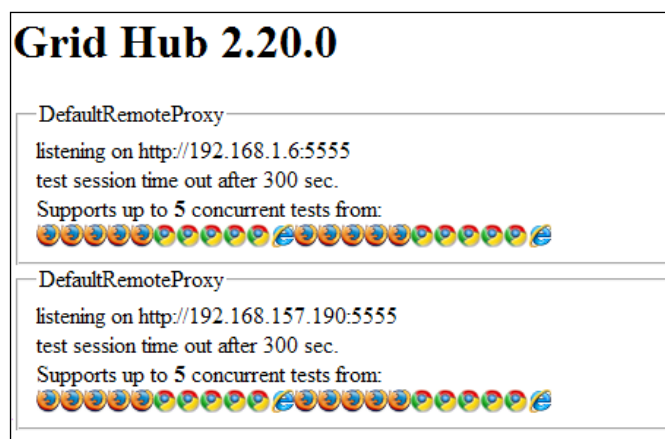 Grid Hub 2.20.0
DefaultRemoteProxy
listening on http://192.168.1.6:5555
test session time out after 300 sec.
Supports up to 5 concurrent tests from:
DefaultRemoteProxy
listening on http://192.168.157.190:5555
test session time out after 300 sec.
Supports up to 5 concurrent tests from: